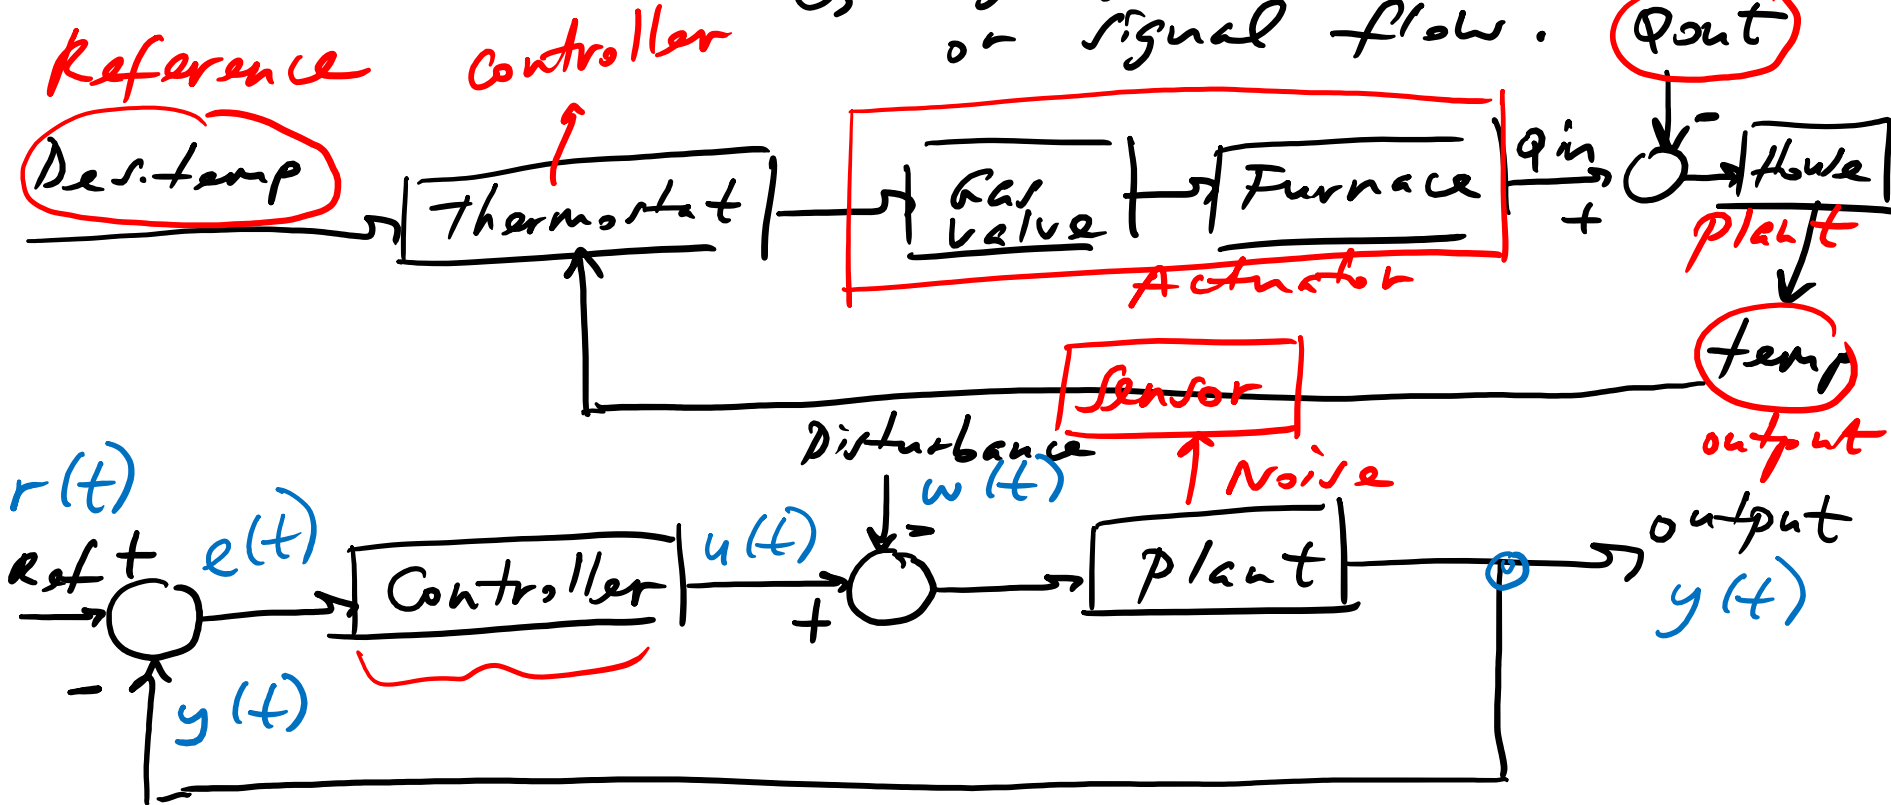 or signal flow.
Qout
Reference
controller
Des.temp
Thermostat
Gas
valve
Furnace
Qin
+
-
House
Plant
Actuator
temp
output
Sensor
Noise
Disturbance
w(t)
-
r(t)
Ref +
e(t)
Controller
u(t)
+
Plant
output
y(t)
-
y(t)